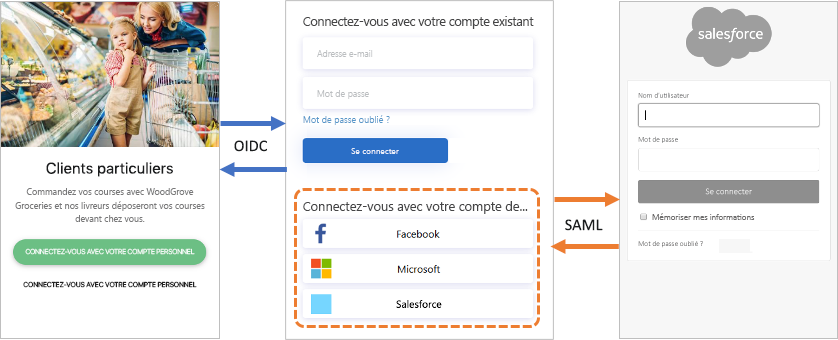 Clients particuliers
Commandez vos courses avec WoodGrove
Groceries et nos livreurs déposeront vos courses
devant chez vous.
CONNECTEZ-VOUS AVEC VOTRE COMPTE PERSONNEL
CONNECTEZ-VOUS AVEC VOTRE COMPTE PERSONNEL
OIDC
Connectez-vous avec votre compte existant
Adresse e-mail
Mot de passe
Mot de passe oublié ?
Se connecter
Connectez-vous avec votre compte de...
Facebook
Microsoft
Salesforce
SAML
salesforce
Nom d'utilisateur
Mot de passe
Se connecter
Mémoriser mes informations
Mot de passe oublié ?